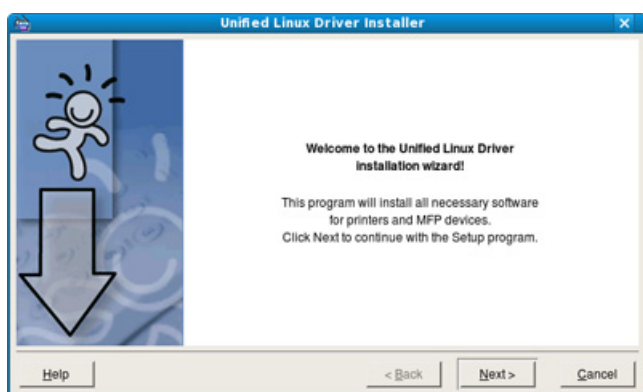 Unified Linux Driver Installer
Welcome to the Unified Linux Driver
installation wizard!
This program will install all necessary software
for printers and MFP devices.
Click Next to continue with the Setup program.
Help
< Back
Next >
Cancel